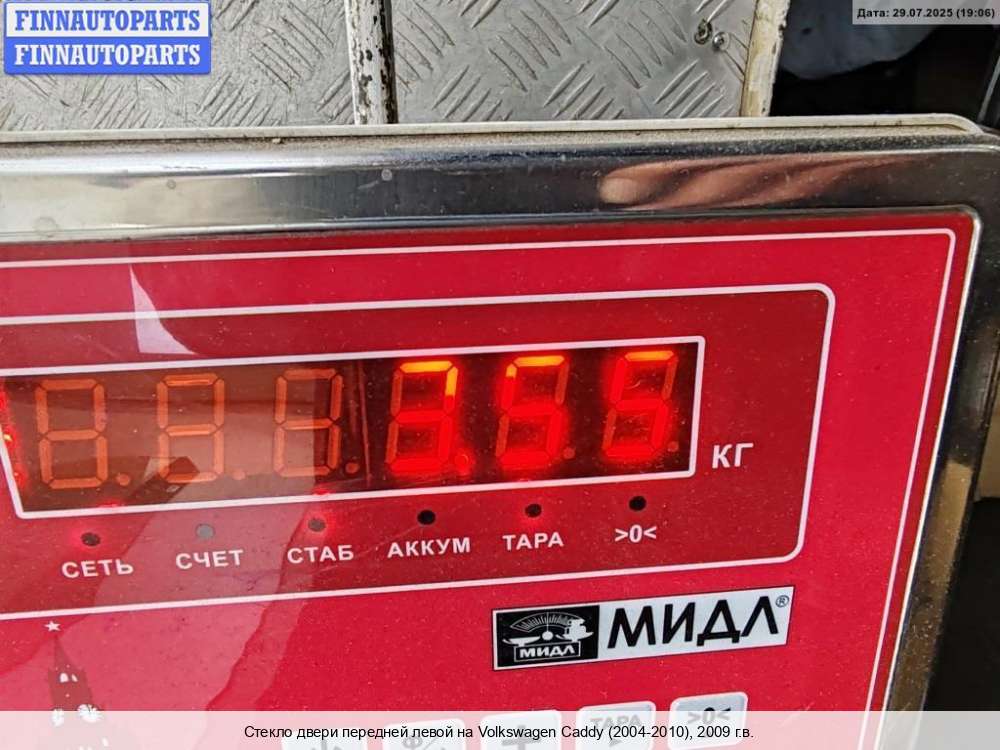 FINNAUTOPARTS
FINNAUTOPARTS
Дата: 29.07.2025 (19:06)
3.55
КГ
СЕТЬ СЧЕТ СТАБ АККУМ ТАРА >0<
МИДЛ МИДЛ®
ТАРА >0<
Стекло двери передней левой на Volkswagen Caddy (2004-2010), 2009 г.в.